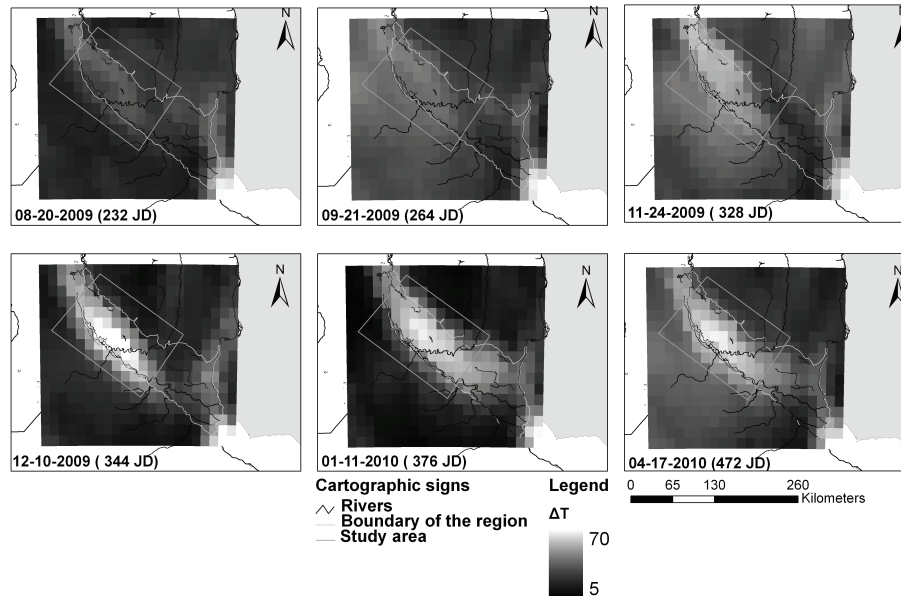 N
N
N
08-20-2009 (232 JD)
09-21-2009 (264 JD)
11-24-2009 ( 328 JD)
N
N
N
12-10-2009 ( 344 JD)
01-11-2010 ( 376 JD)
04-17-2010 (472 JD)
Cartographic signs
Rivers
Boundary of the region
Study area
Legend
ΔT
70
5
0 65 130 260
Kilometers